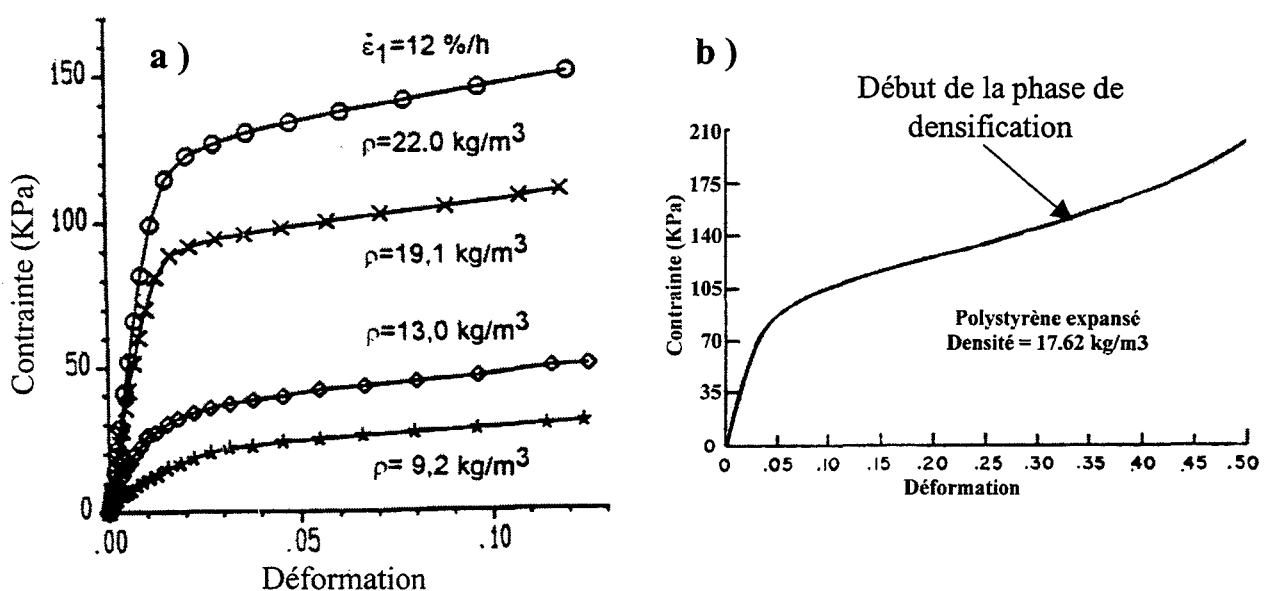 a )
ε̇1=12 %/h
150
ρ=22.0 kg/m3
100
ρ=19,1 kg/m3
ρ=13,0 kg/m3
50
ρ= 9,2 kg/m3
0
.00
.05
.10
Contrainte (KPa)
Déformation
b )
Début de la phase de
densification
210
175
140
105
70
35
0
Contrainte (KPa)
Polystyrène expansé
Densité = 17.62 kg/m3
0
.05
.10
.15
.20
.25
.30
.35
.40
.45
.50
Déformation